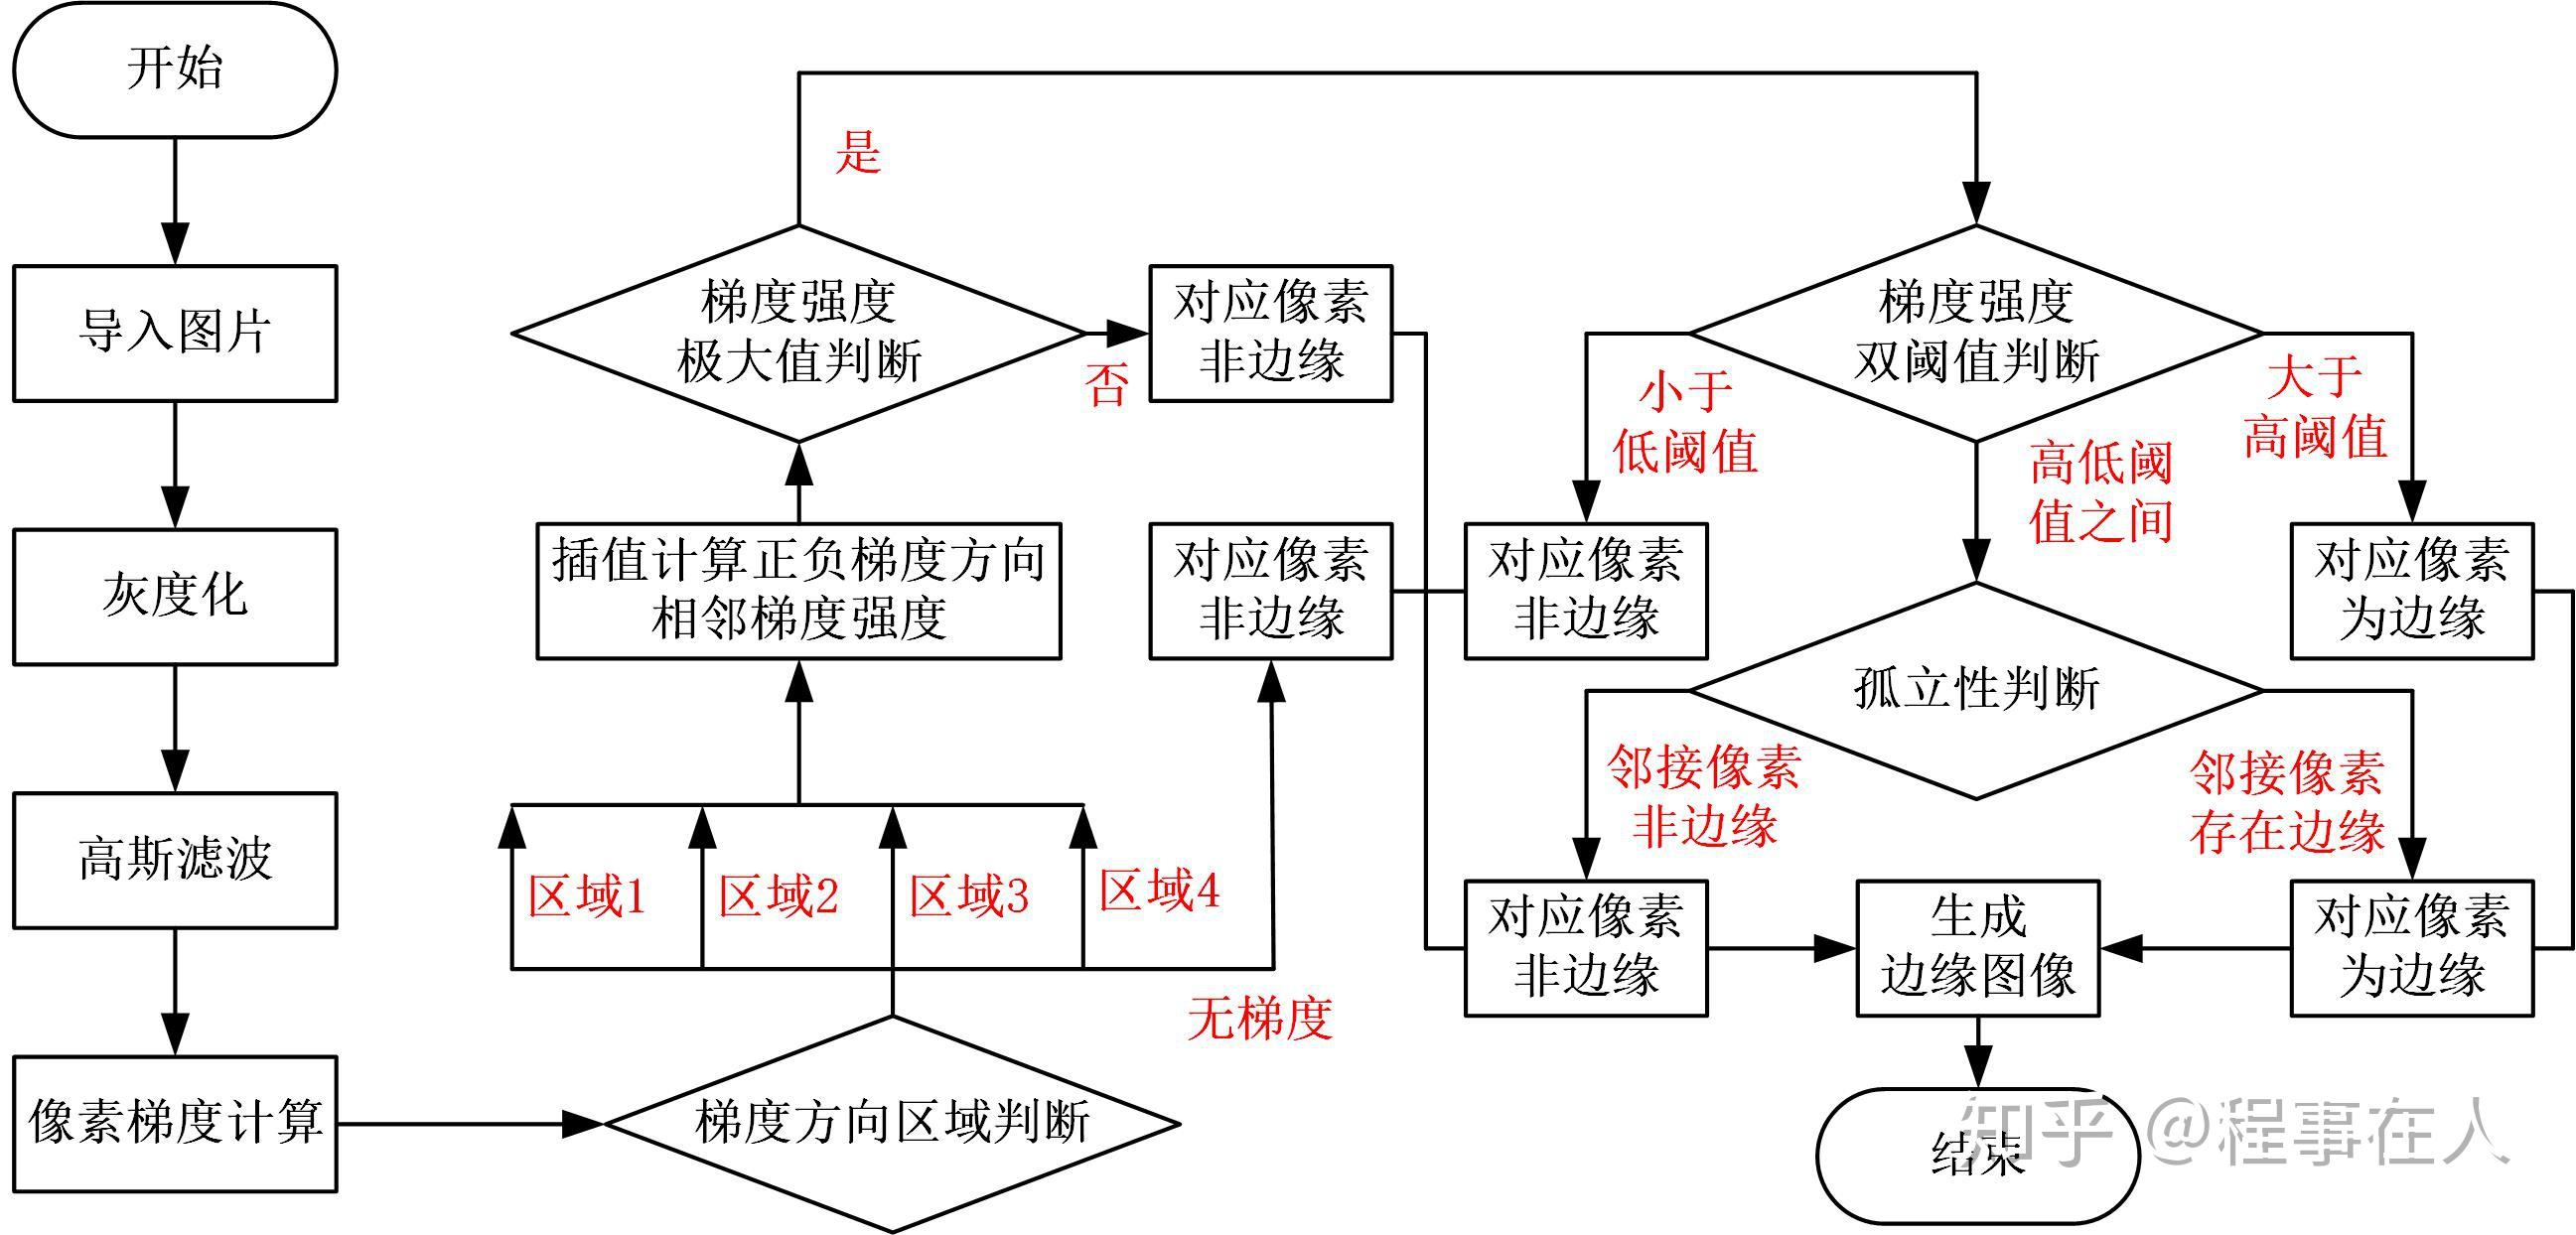 开始
导入图片
灰度化
高斯滤波
像素梯度计算
梯度方向区域判断
无梯度
区域1
区域2
区域3
区域4
插值计算正负梯度方向
相邻梯度强度
梯度强度
极大值判断
是
否
对应像素
非边缘
对应像素
非边缘
梯度强度
双阈值判断
小于
低阈值
高低阈
值之间
大于
高阈值
对应像素
非边缘
对应像素
为边缘
孤立性判断
邻接像素
非边缘
邻接像素
存在边缘
对应像素
非边缘
生成
边缘图像
对应像素
为边缘
结束
知乎 @程事在人